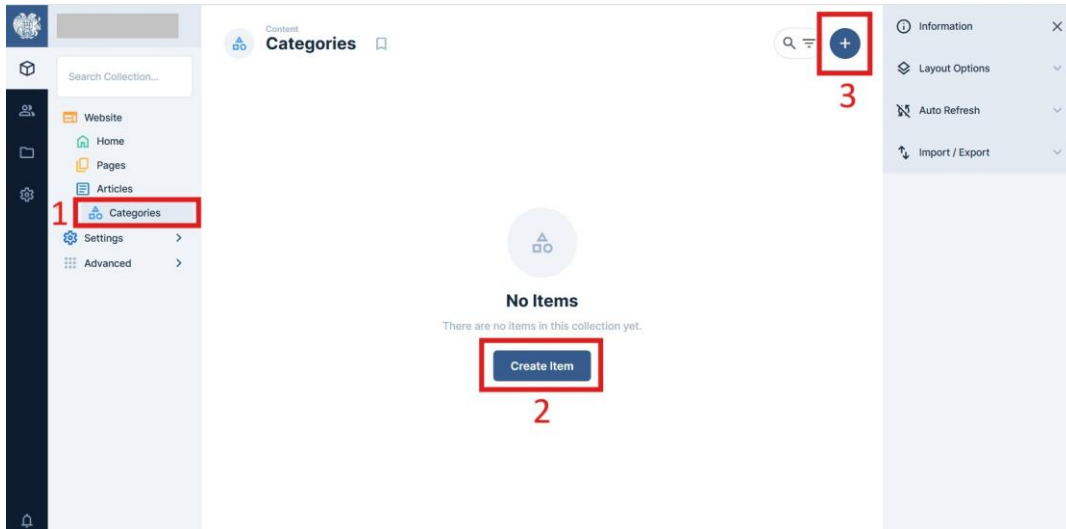 Content
Categories
3
Search Collection...
Website
Home
Pages
Articles
1
Categories
Settings
Advanced
No Items
There are no items in this collection yet.
Create Item
2
Information
Layout Options
Auto Refresh
Import / Export